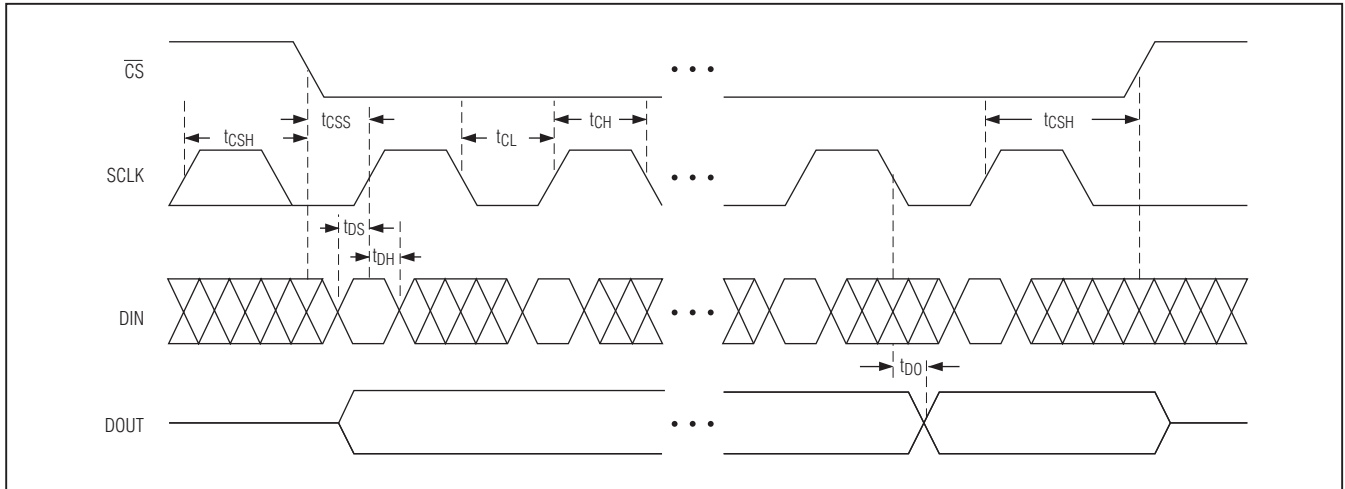 CS
tCSS
tCSH
tCL
tCH
tCSH
SCLK
tDS
tDH
DIN
tDO
DOUT